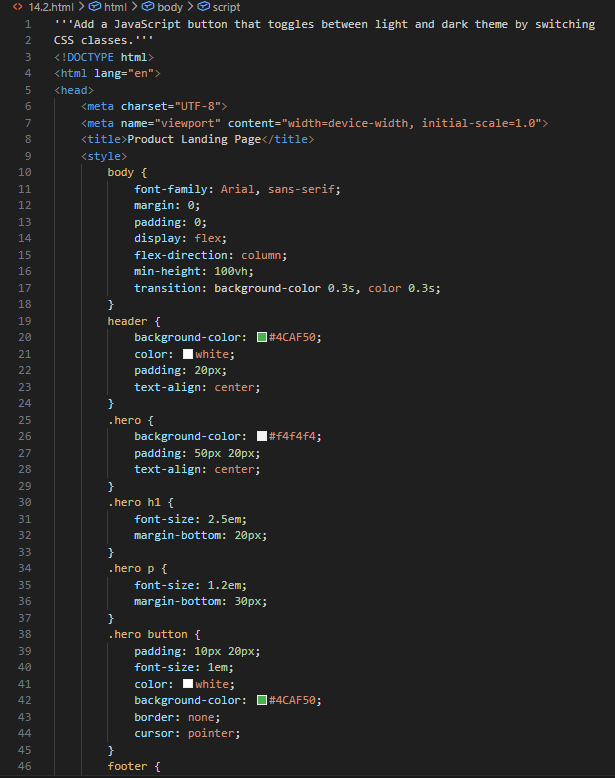 14.2.html > html > body > script
1 '''Add a JavaScript button that toggles between light and dark theme by switching
2 CSS classes.'''
3 <!DOCTYPE html>
4 <html lang="en">
5 <head>
6 <meta charset="UTF-8">
7 <meta name="viewport" content="width=device-width, initial-scale=1.0">
8 <title>Product Landing Page</title>
9 <style>
10 body {
11 font-family: Arial, sans-serif;
12 margin: 0;
13 padding: 0;
14 display: flex;
15 flex-direction: column;
16 min-height: 100vh;
17 transition: background-color 0.3s, color 0.3s;
18 }
19 header {
20 background-color: #4CAF50;
21 color: white;
22 padding: 20px;
23 text-align: center;
24 }
25 .hero {
26 background-color: #f4f4f4;
27 padding: 50px 20px;
28 text-align: center;
29 }
30 .hero h1 {
31 font-size: 2.5em;
32 margin-bottom: 20px;
33 }
34 .hero p {
35 font-size: 1.2em;
36 margin-bottom: 30px;
37 }
38 .hero button {
39 padding: 10px 20px;
40 font-size: 1em;
41 color: white;
42 background-color: #4CAF50;
43 border: none;
44 cursor: pointer;
45 }
46 footer {